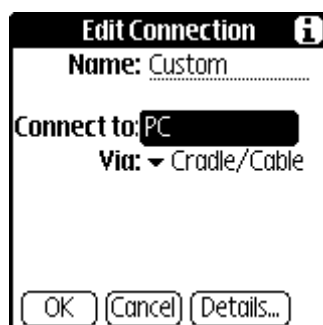 Edit Connection i
Name: Custom
Connect to: PC
Via: Cradle/Cable
OK Cancel Details...